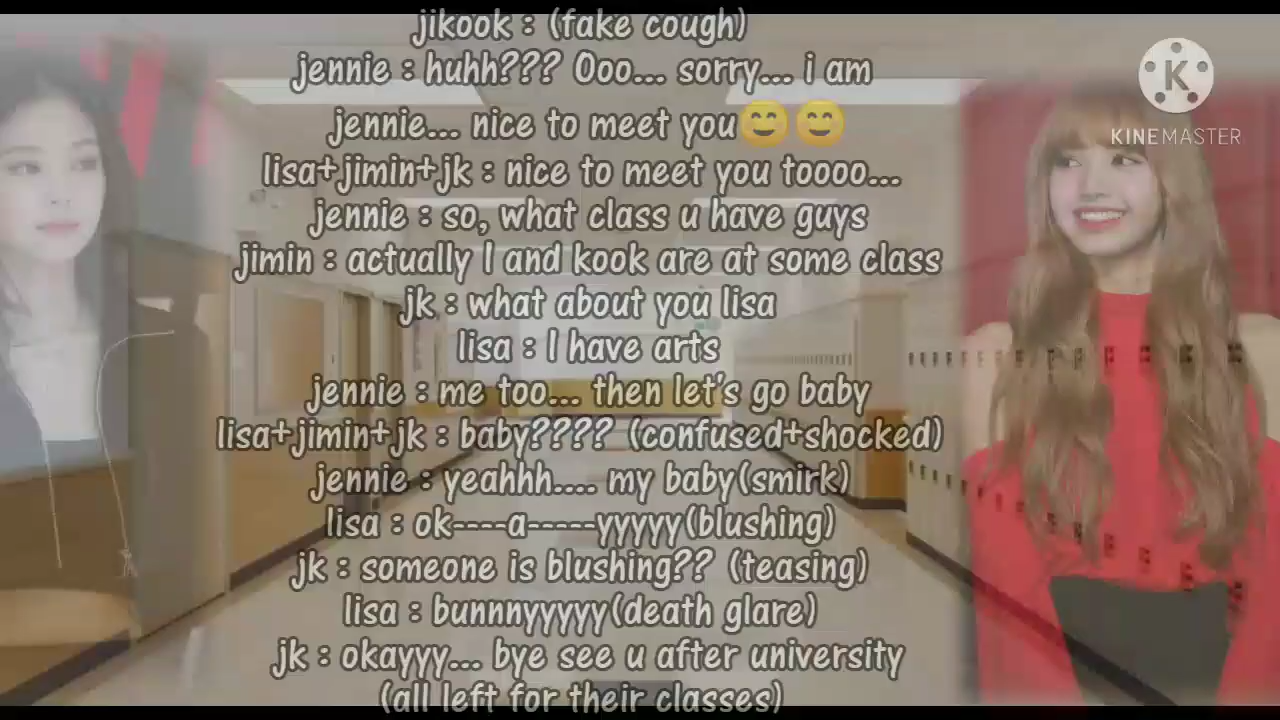 jikook : (fake cough)
jennie : huhh??? Ooo... sorry... i am
jennie... nice to meet you😊😊
lisa+jimin+jk : nice to meet you toooo...
jennie : so, what class u have guys
jimin : actually I and kook are at some class
jk : what about you lisa
lisa : I have arts
jennie : me too... then let's go baby
lisa+jimin+jk : baby???? (confused+shocked)
jennie : yeahhh.... my baby(smirk)
lisa : ok----a-----yyyyy(blushing)
jk : someone is blushing?? (teasing)
lisa : bunnnyyyyy(death glare)
jk : okayyy... bye see u after university
(all left for their classes)
K
KINEMASTER